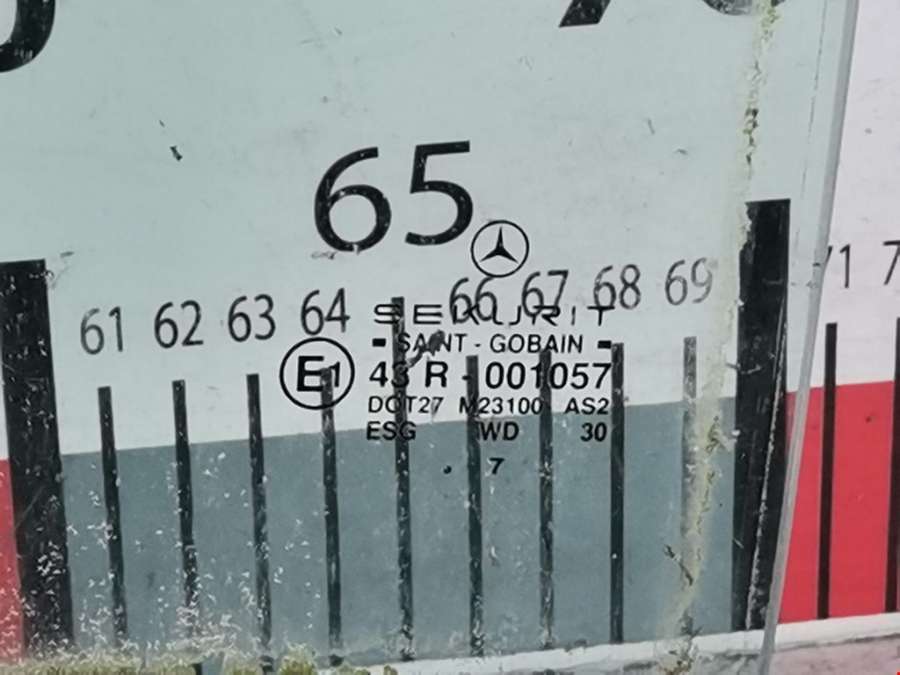 65
61 62 63 64 66 67 68 69 71
SEKURIT
SAINT - GOBAIN
E1 43 R - 001057
DOT27 M23100 AS2
ESG WD 30
. 7